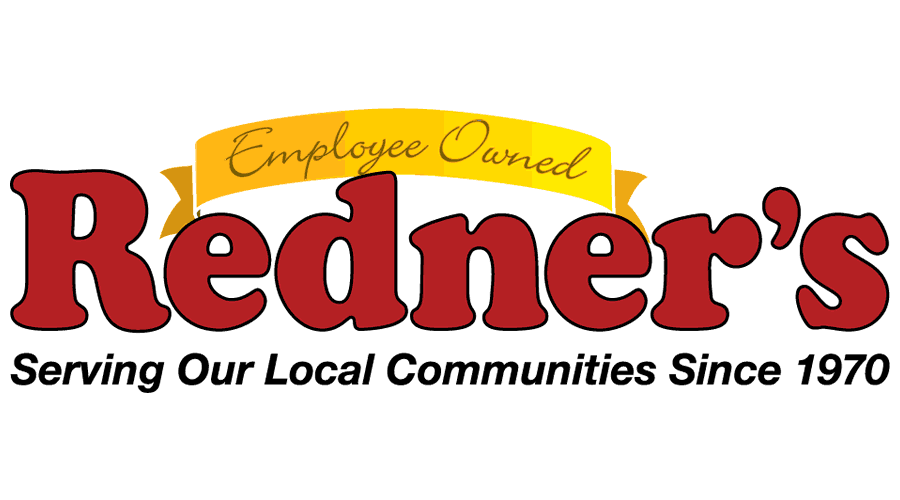 Employee Owned
Redner's
Serving Our Local Communities Since 1970